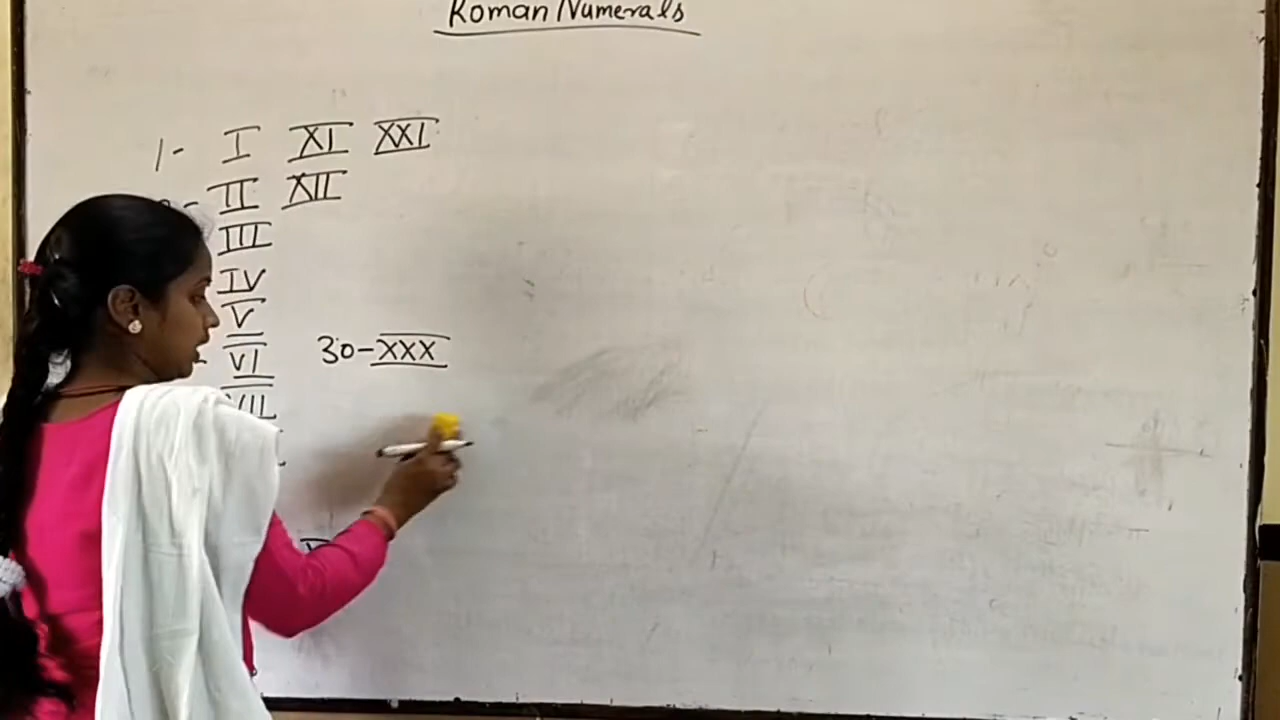 Roman Numerals
1- I XI XXI
II XII
III
IV
V
VI
30-XXX
VII